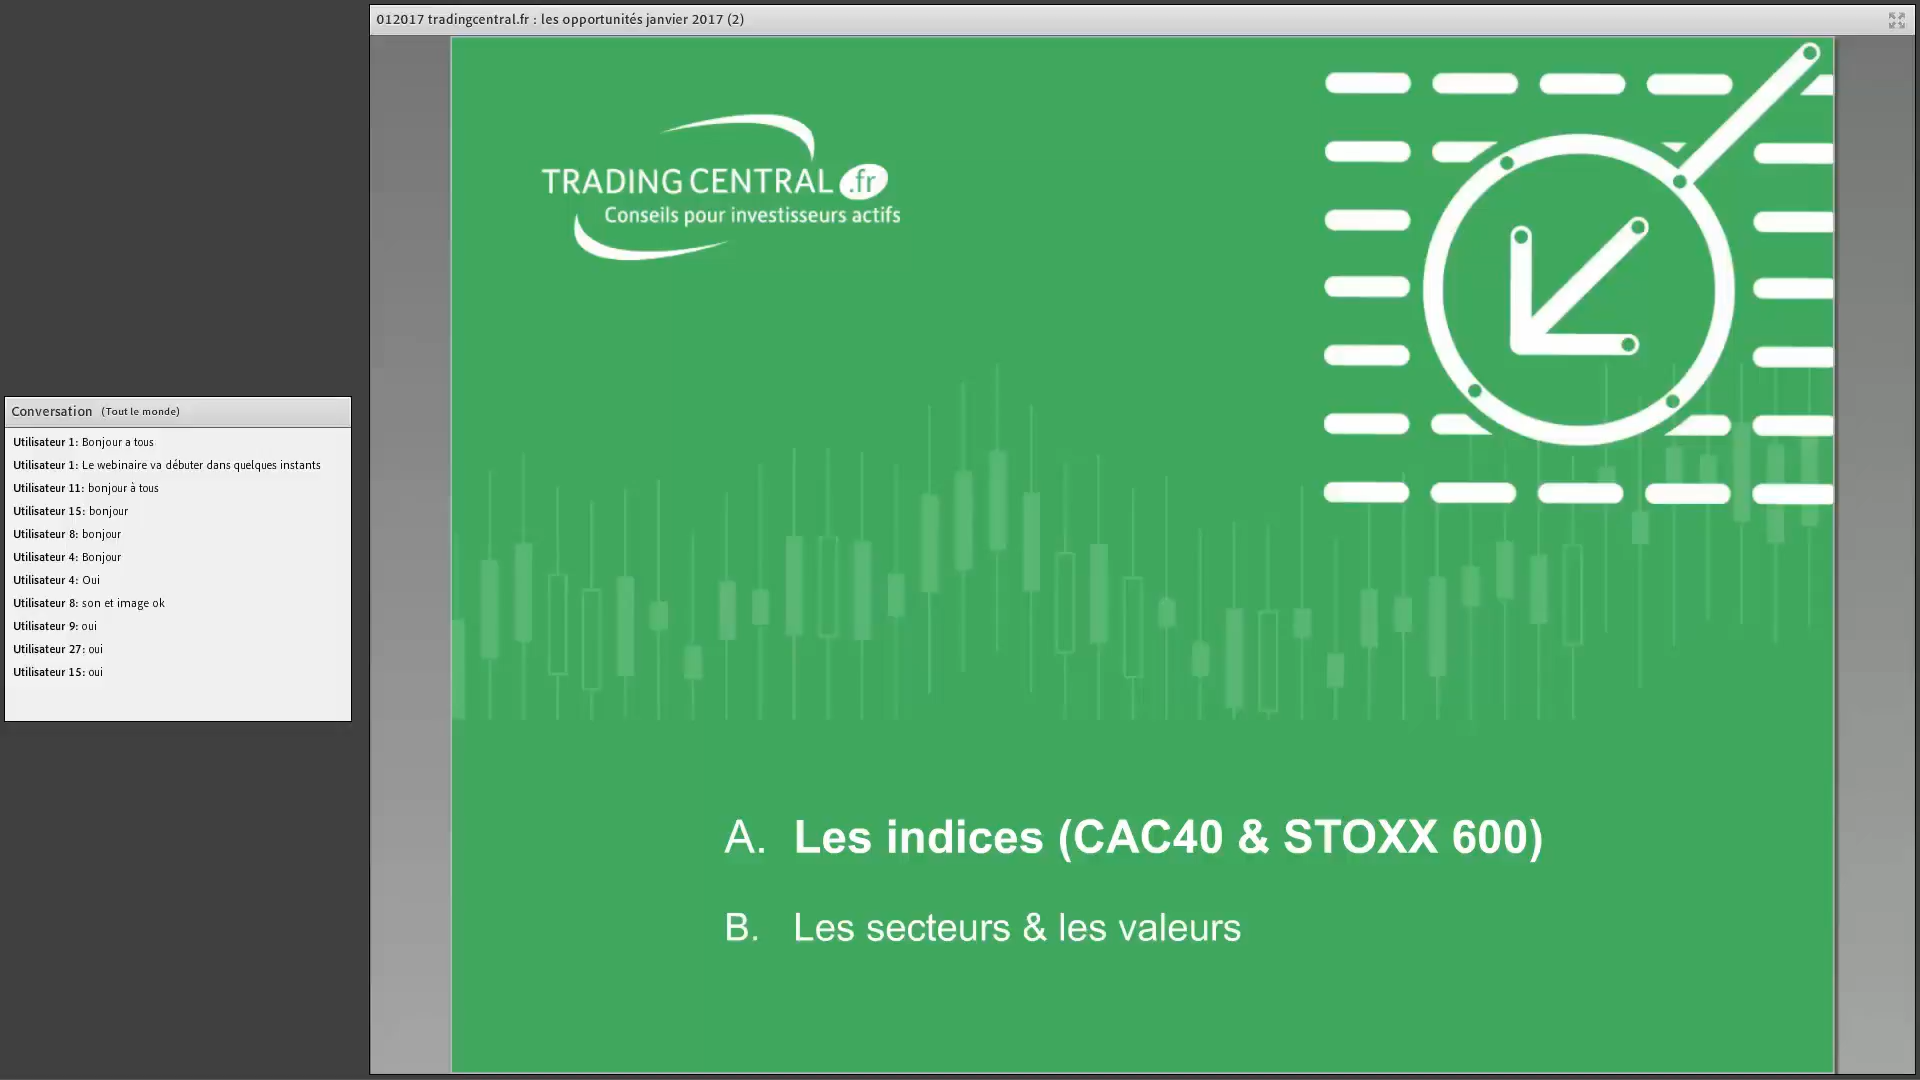 012017 tradingcentral.fr : les opportunités janvier 2017 (2)
TRADING CENTRAL .fr
Conseils pour investisseurs actifs
Conversation (Tout le monde)
Utilisateur 1: Bonjour a tous
Utilisateur 1: Le webinaire va débuter dans quelques instants
Utilisateur 11: bonjour à tous
Utilisateur 15: bonjour
Utilisateur 8: bonjour
Utilisateur 4: Bonjour
Utilisateur 4: Oui
Utilisateur 8: son et image ok
Utilisateur 9: oui
Utilisateur 27: oui
Utilisateur 15: oui
A. Les indices (CAC40 & STOXX 600)
B. Les secteurs & les valeurs